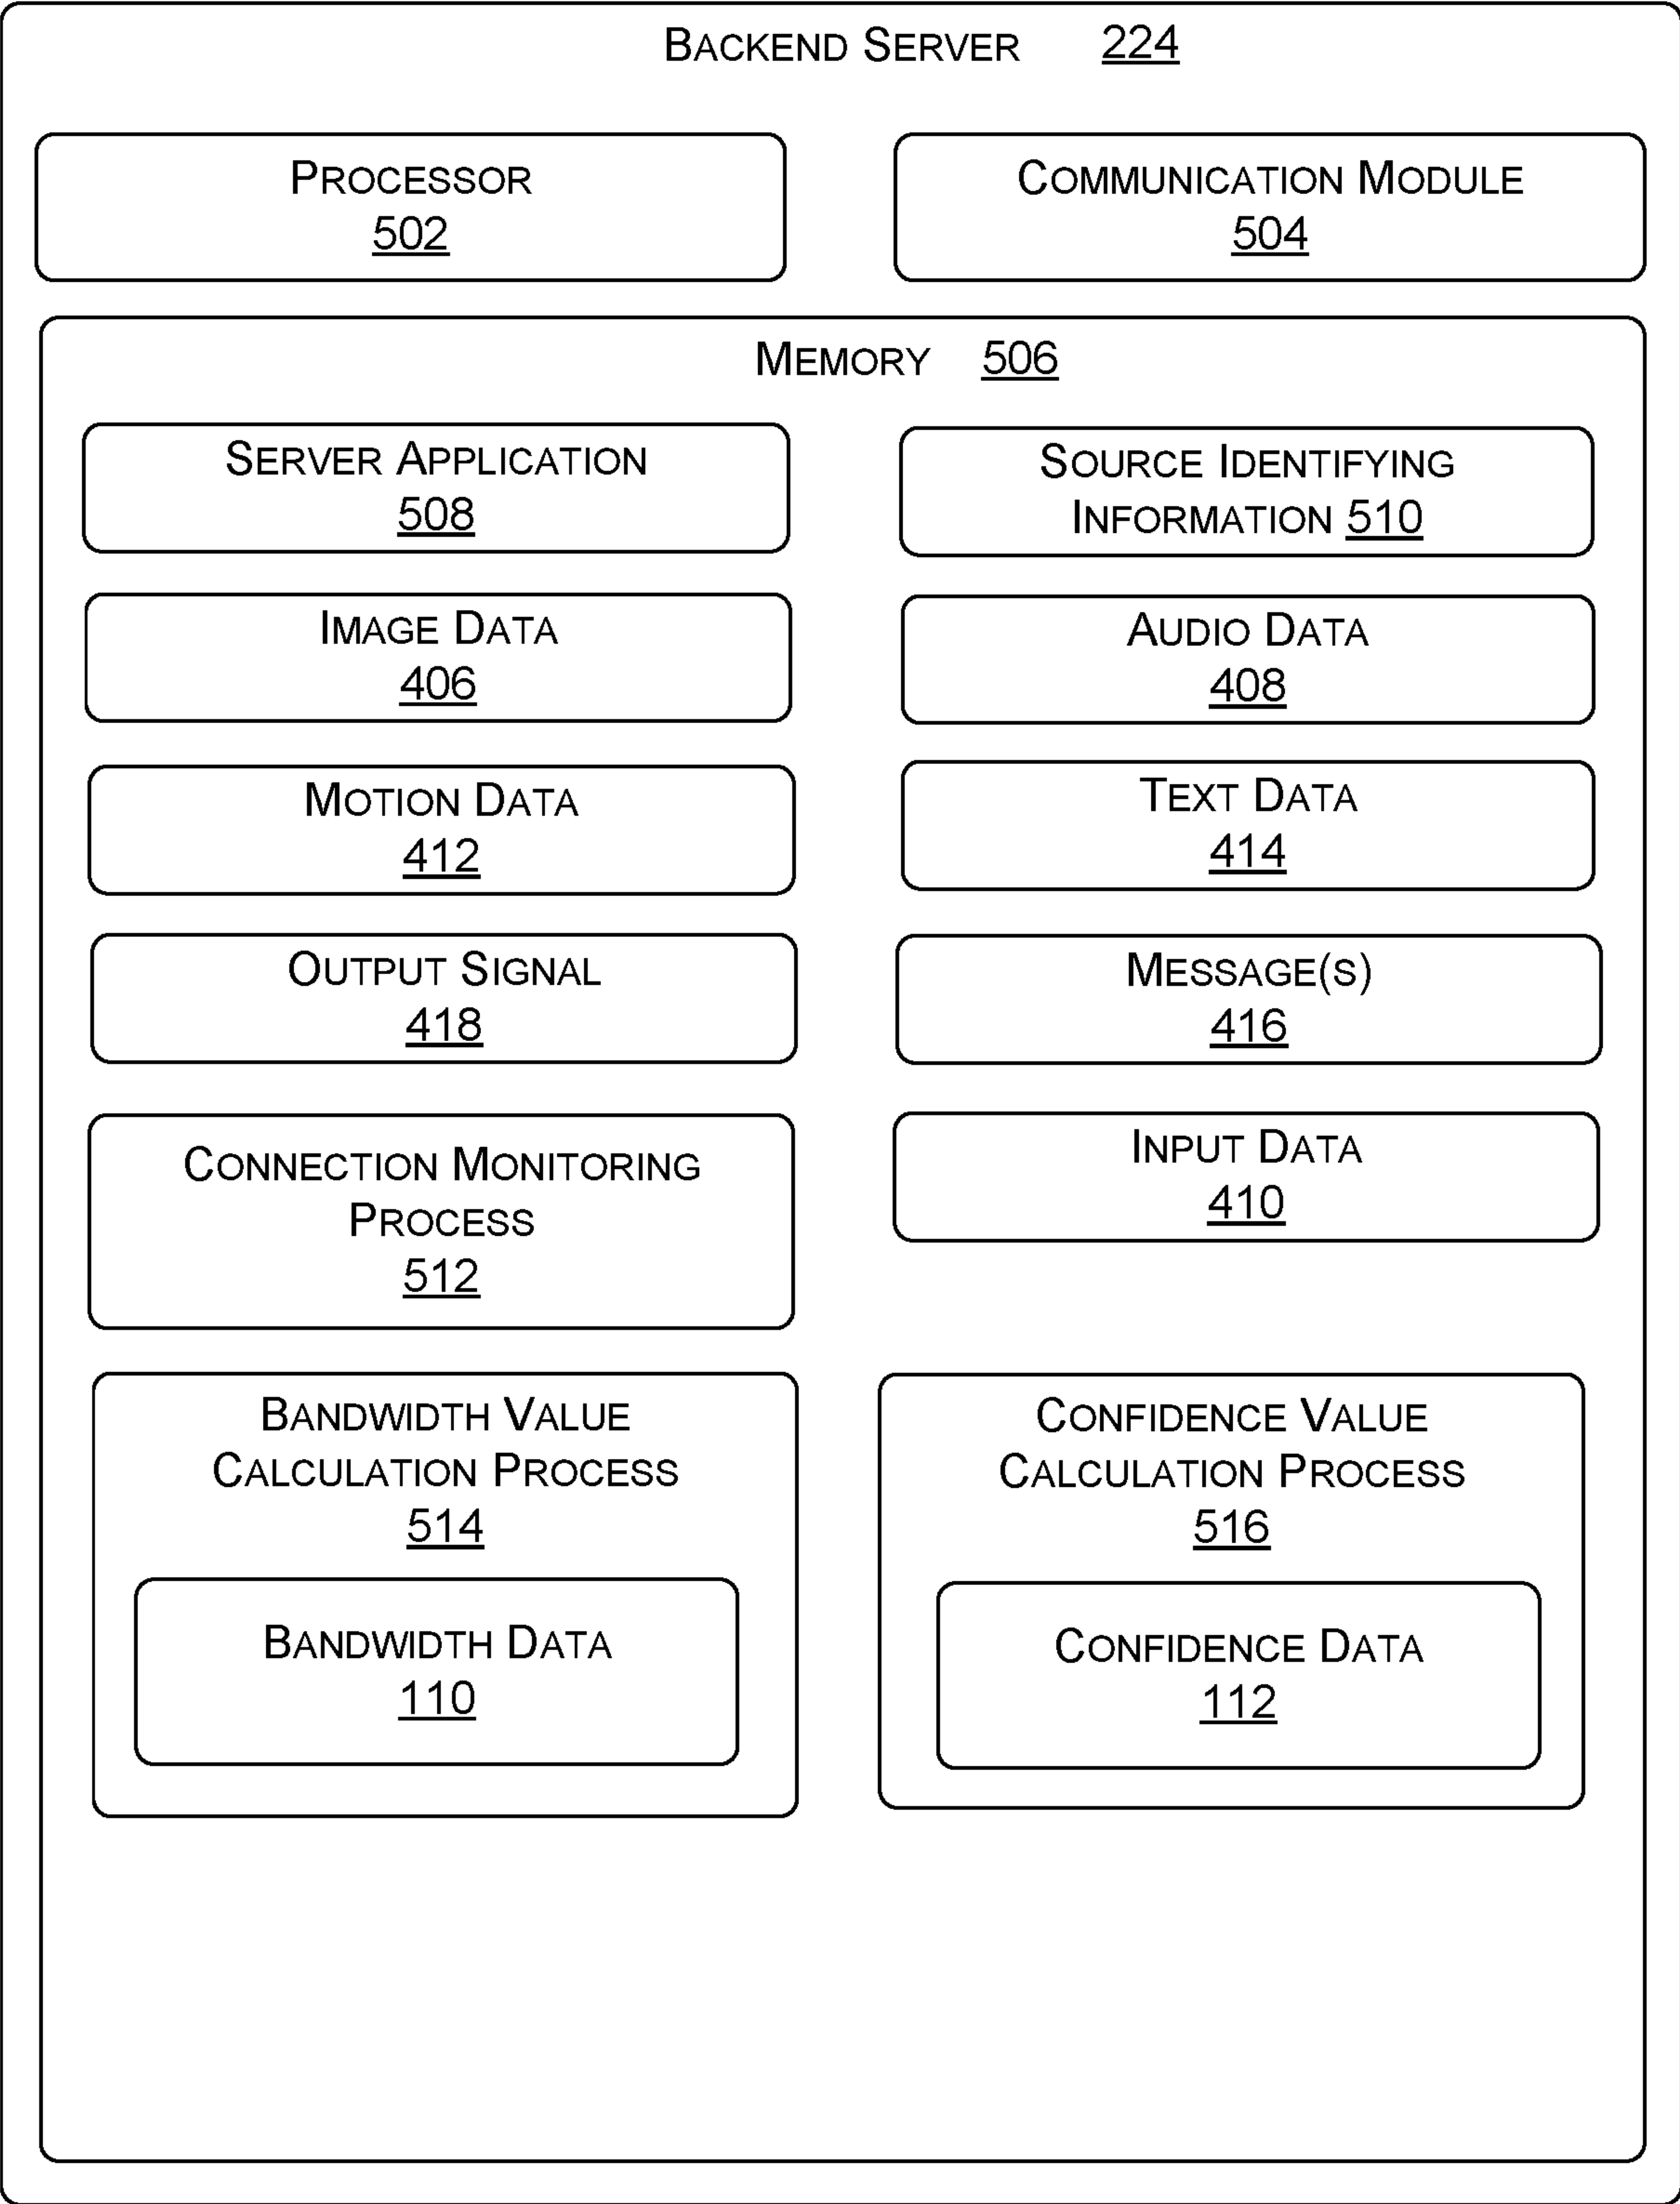 BACKEND SERVER 224
PROCESSOR
502
COMMUNICATION MODULE
504
MEMORY 506
SERVER APPLICATION
508
SOURCE IDENTIFYING
INFORMATION 510
IMAGE DATA
406
AUDIO DATA
408
MOTION DATA
412
TEXT DATA
414
OUTPUT SIGNAL
418
MESSAGE(S)
416
CONNECTION MONITORING
PROCESS
512
INPUT DATA
410
BANDWIDTH VALUE
CALCULATION PROCESS
514
BANDWIDTH DATA
110
CONFIDENCE VALUE
CALCULATION PROCESS
516
CONFIDENCE DATA
112